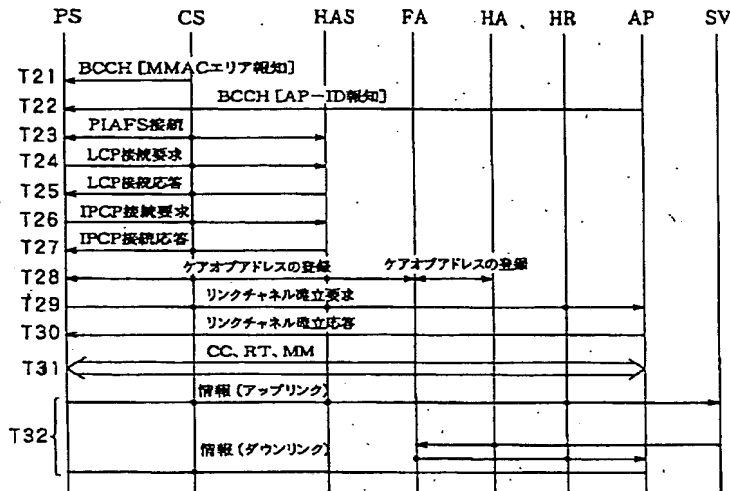 PS CS HAS FA HA HR AP SV
T21 BCCH [MMACエリア報知]
T22 BCCH [AP-ID報知]
T23 PIAFS接続
T24 LCP接続要求
T25 LCP接続応答
T26 IPCP接続要求
T27 IPCP接続応答
T28 ケアオブアドレスの登録 ケアオブアドレスの登録
T29 リンクチャネル確立要求
T30 リンクチャネル確立応答
T31 CC、RT、MM
情報(アップリンク)
T32
情報(ダウンリンク)